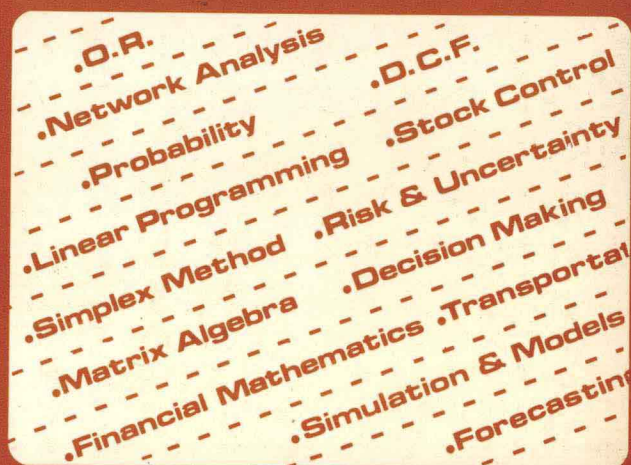 .O.R.
.Network Analysis
.D.C.F.
.Probability
.Stock Control
.Linear Programming
.Risk & Uncertainty
.Simplex Method
.Decision Making
.Matrix Algebra
.Transportat
.Financial Mathematics
.Simulation & Models
.Forecasting